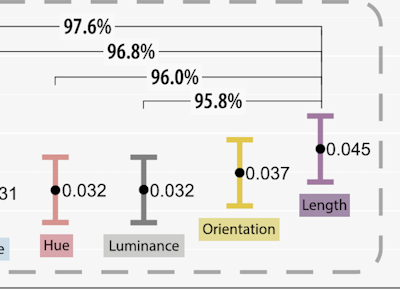 97.6%
96.8%
96.0%
95.8%
0.045
0.037
31 0.032 0.032
Length
Orientation
e Hue Luminance